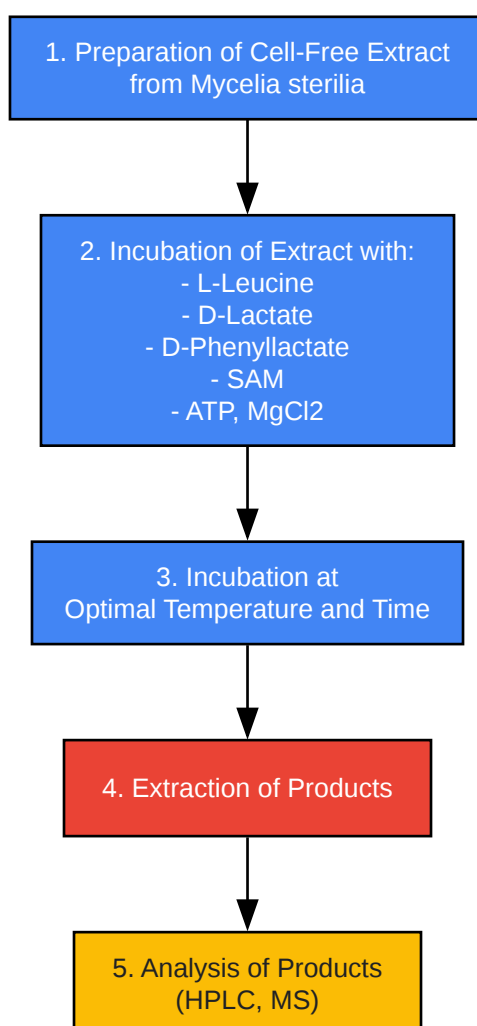 1. Preparation of Cell-Free Extract
from Mycelia sterilia
2. Incubation of Extract with:
- L-Leucine
- D-Lactate
- D-Phenyllactate
- SAM
- ATP, MgCl2
3. Incubation at
Optimal Temperature and Time
4. Extraction of Products
5. Analysis of Products
(HPLC, MS)